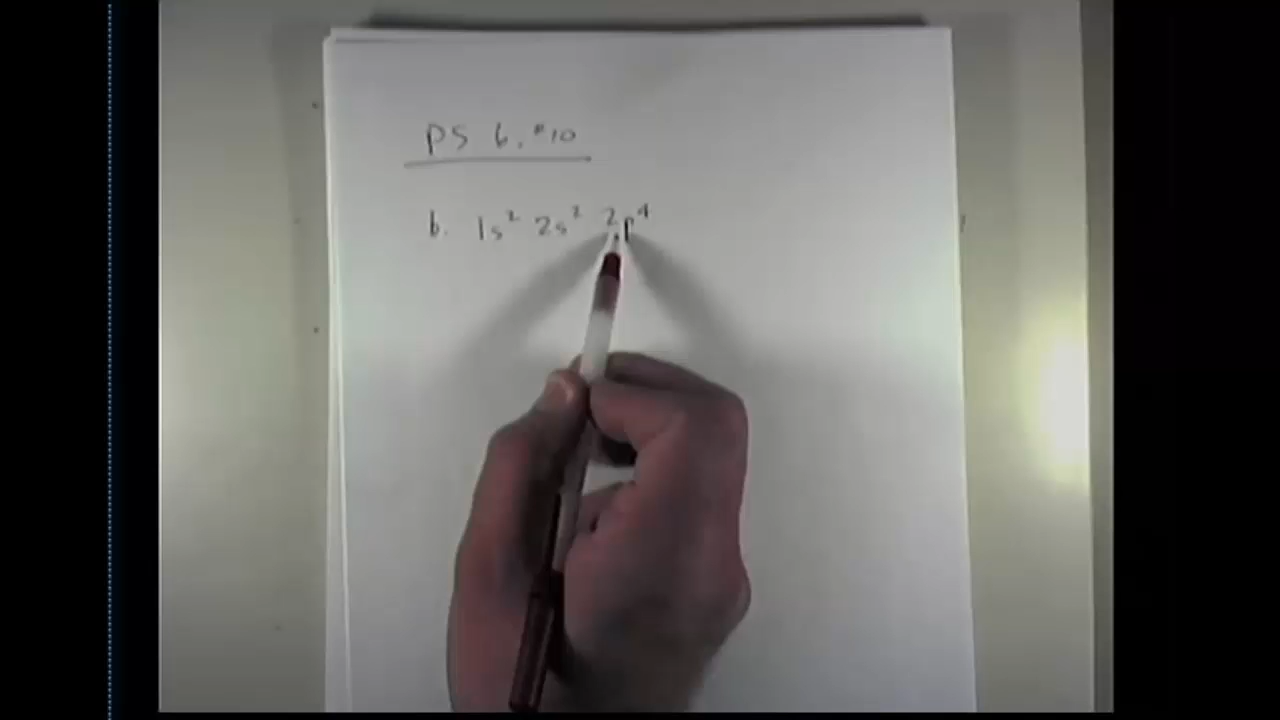 PS 6, #10
b. 1s² 2s² 2p⁴